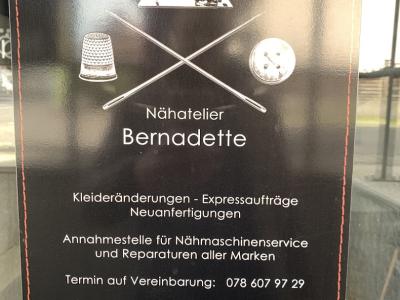 Nähatelier
Bernadette
Kleideränderungen - Expressaufträge
Neuanfertigungen
Annahmestelle für Nähmaschinenservice
und Reparaturen aller Marken
Termin auf Vereinbarung: 078 607 97 29